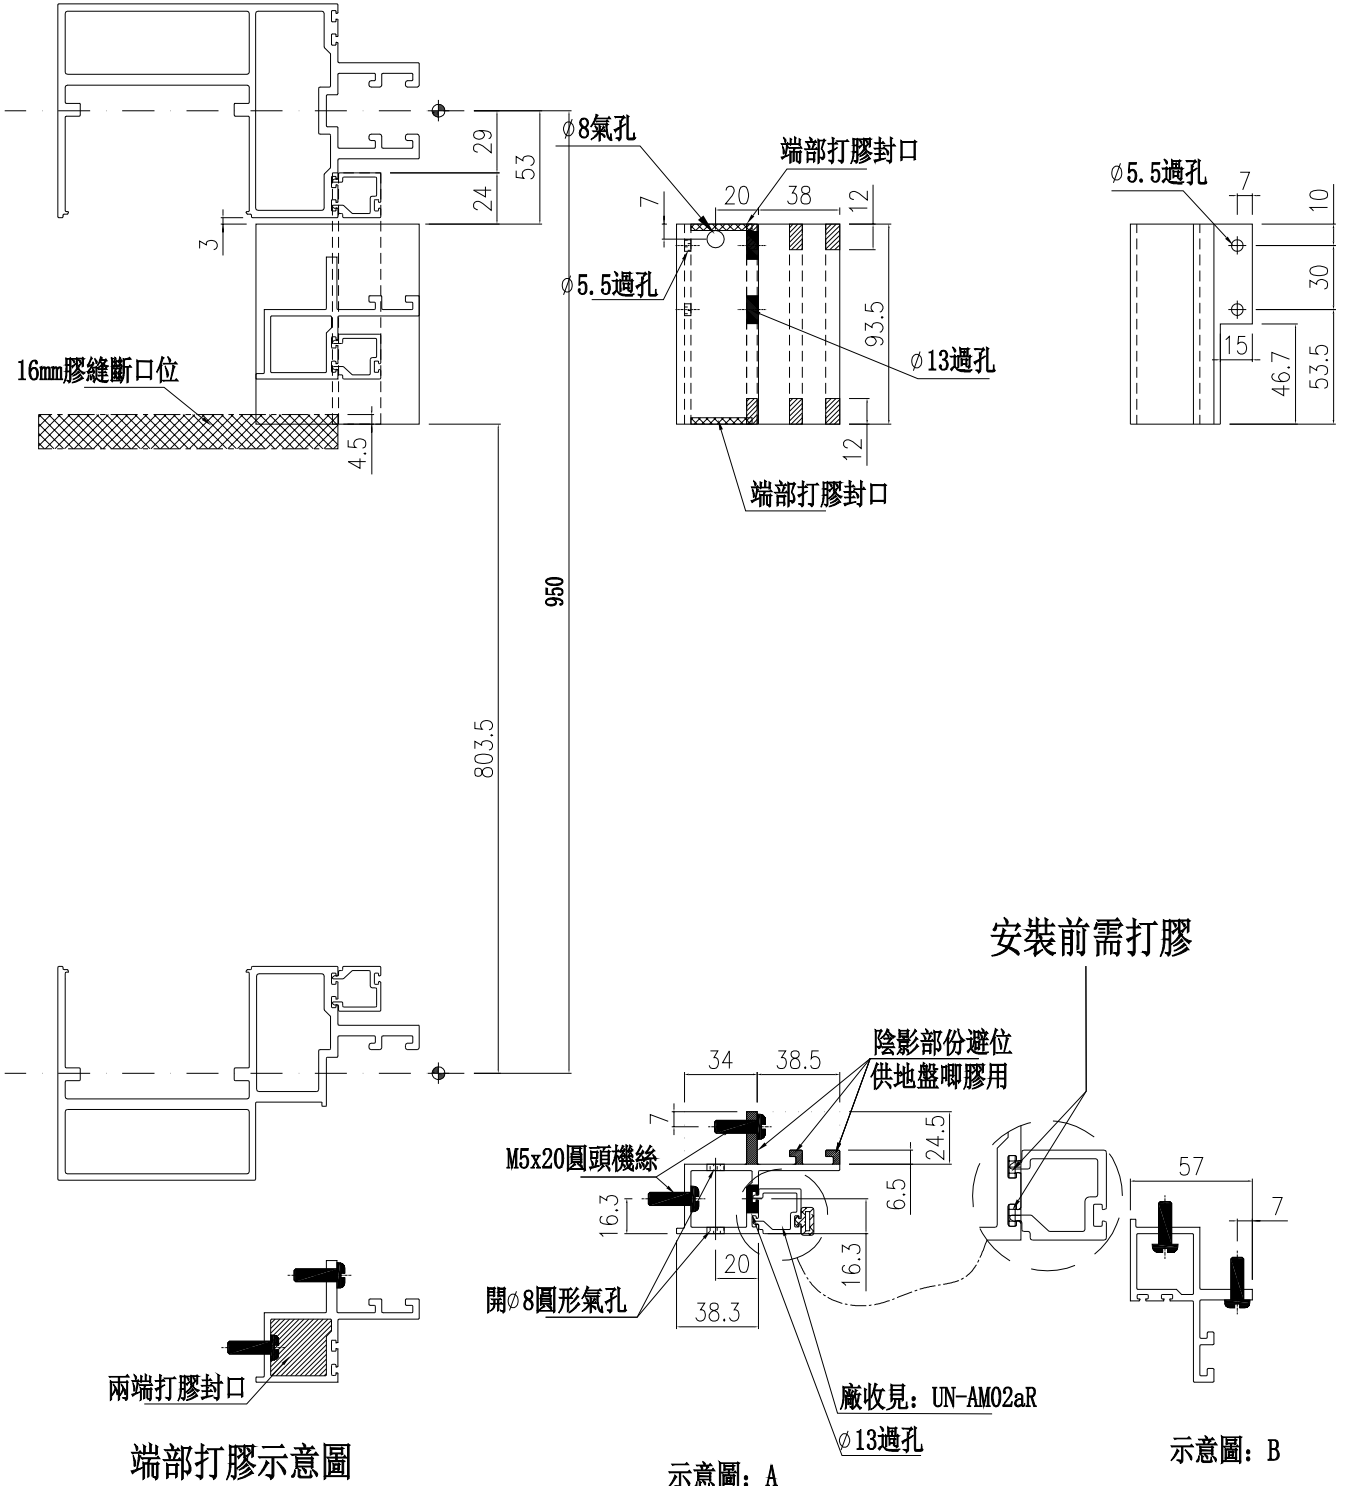 ⌀8氣孔
端部打膠封口
⌀5.5過孔
29
53
24
3
7
20
38
12
7
10
⌀5.5過孔
30
93.5
⌀13過孔
15
46.7
53.5
16mm膠縫斷口位
4.5
12
端部打膠封口
950
803.5
安裝前需打膠
陰影部份避位
供地盤唧膠用
34
38.5
7
24.5
M5x20圓頭機絲
6.5
57
7
16.3
16.3
20
開⌀8圓形氣孔
38.3
兩端打膠封口
廠收見: UN-AM02aR
⌀13過孔
端部打膠示意圖
示意圖: A
示意圖: B